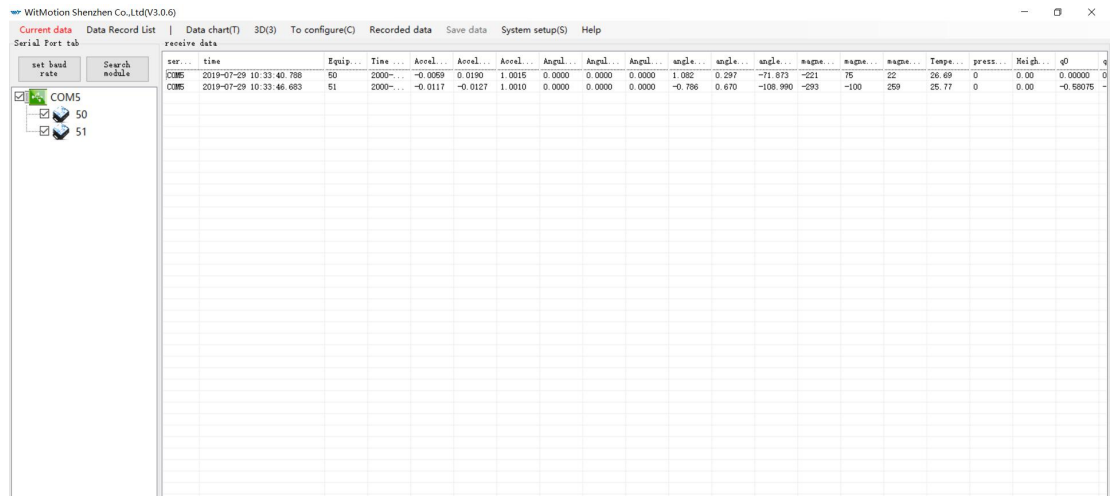 WitMotion Shenzhen Co.,Ltd(V3.0.6)
Current data Data Record List | Data chart(T) 3D(3) To configure(C) Recorded data Save data System setup(S) Help
Serial Port tab
receive data
set baud rate
Search module
COM5
50
51
ser... time Equip... Time ... Accel... Accel... Accel... Angul... Angul... Angul... angle... angle... angle... magne... magne... magne... Tempe... press... Heigh... q0 q
COM5 2019-07-29 10:33:40.788 50 2000-... -0.0059 0.0190 1.0015 0.0000 0.0000 0.0000 1.082 0.297 -71.873 -221 75 22 26.69 0 0.00 0.00000 0
COM5 2019-07-29 10:33:46.683 51 2000-... -0.0117 -0.0127 1.0010 0.0000 0.0000 0.0000 -0.786 0.670 -108.990 -293 -100 259 25.77 0 0.00 -0.58075 -